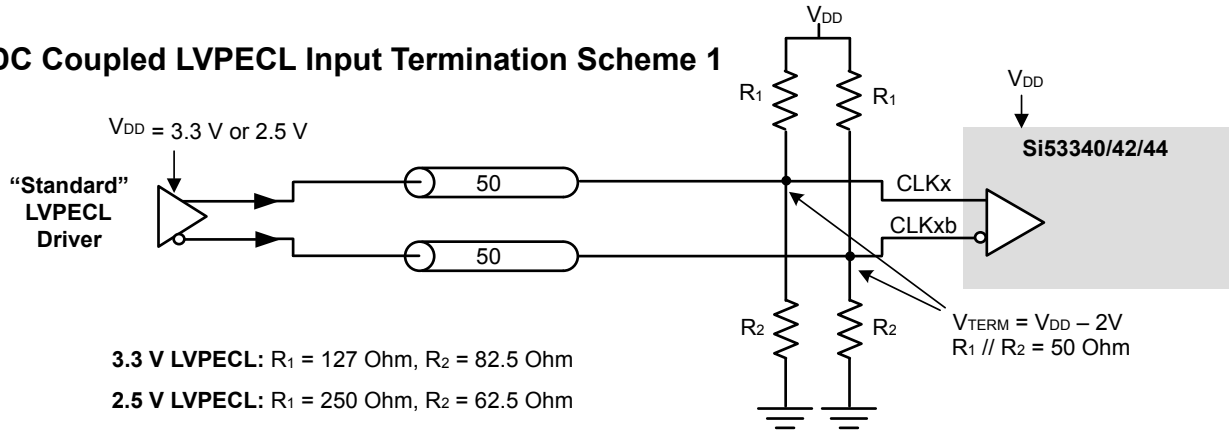 DC Coupled LVPECL Input Termination Scheme 1
VDD
R1
R1
VDD
VDD = 3.3 V or 2.5 V
Si53340/42/44
“Standard”
LVPECL
Driver
50
CLKx
CLKxb
50
R2
R2
VTERM = VDD – 2V
R1 // R2 = 50 Ohm
3.3 V LVPECL: R1 = 127 Ohm, R2 = 82.5 Ohm
2.5 V LVPECL: R1 = 250 Ohm, R2 = 62.5 Ohm